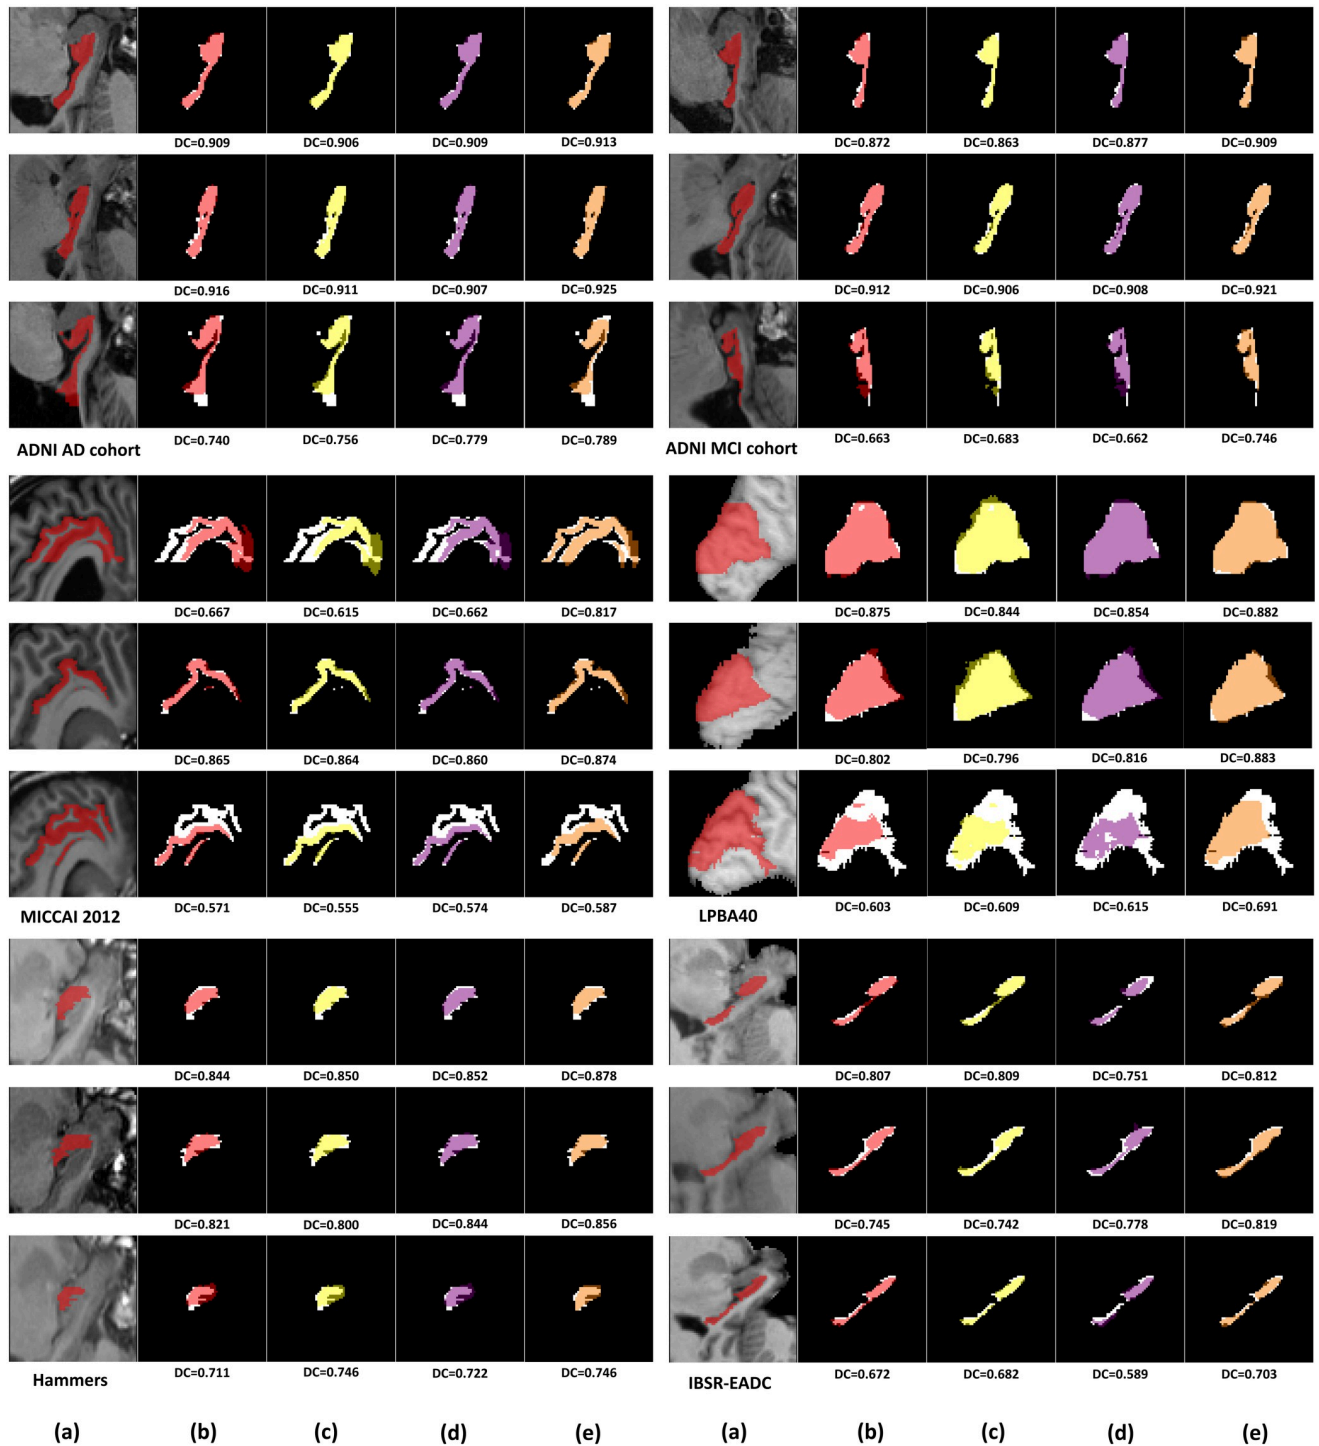 DC=0.909 DC=0.906 DC=0.909 DC=0.913 DC=0.872 DC=0.863 DC=0.877 DC=0.909
DC=0.916 DC=0.911 DC=0.907 DC=0.925 DC=0.912 DC=0.906 DC=0.908 DC=0.921
ADNI AD cohort DC=0.740 DC=0.756 DC=0.779 DC=0.789 ADNI MCI cohort DC=0.663 DC=0.683 DC=0.662 DC=0.746
DC=0.667 DC=0.615 DC=0.662 DC=0.817 DC=0.875 DC=0.844 DC=0.854 DC=0.882
DC=0.865 DC=0.864 DC=0.860 DC=0.874 DC=0.802 DC=0.796 DC=0.816 DC=0.883
MICCAI 2012 DC=0.571 DC=0.555 DC=0.574 DC=0.587 LPBA40 DC=0.603 DC=0.609 DC=0.615 DC=0.691
DC=0.844 DC=0.850 DC=0.852 DC=0.878 DC=0.807 DC=0.809 DC=0.751 DC=0.812
DC=0.821 DC=0.800 DC=0.844 DC=0.856 DC=0.745 DC=0.742 DC=0.778 DC=0.819
Hammers DC=0.711 DC=0.746 DC=0.722 DC=0.746 IBSR-EADC DC=0.672 DC=0.682 DC=0.589 DC=0.703
(a) (b) (c) (d) (e) (a) (b) (c) (d) (e)